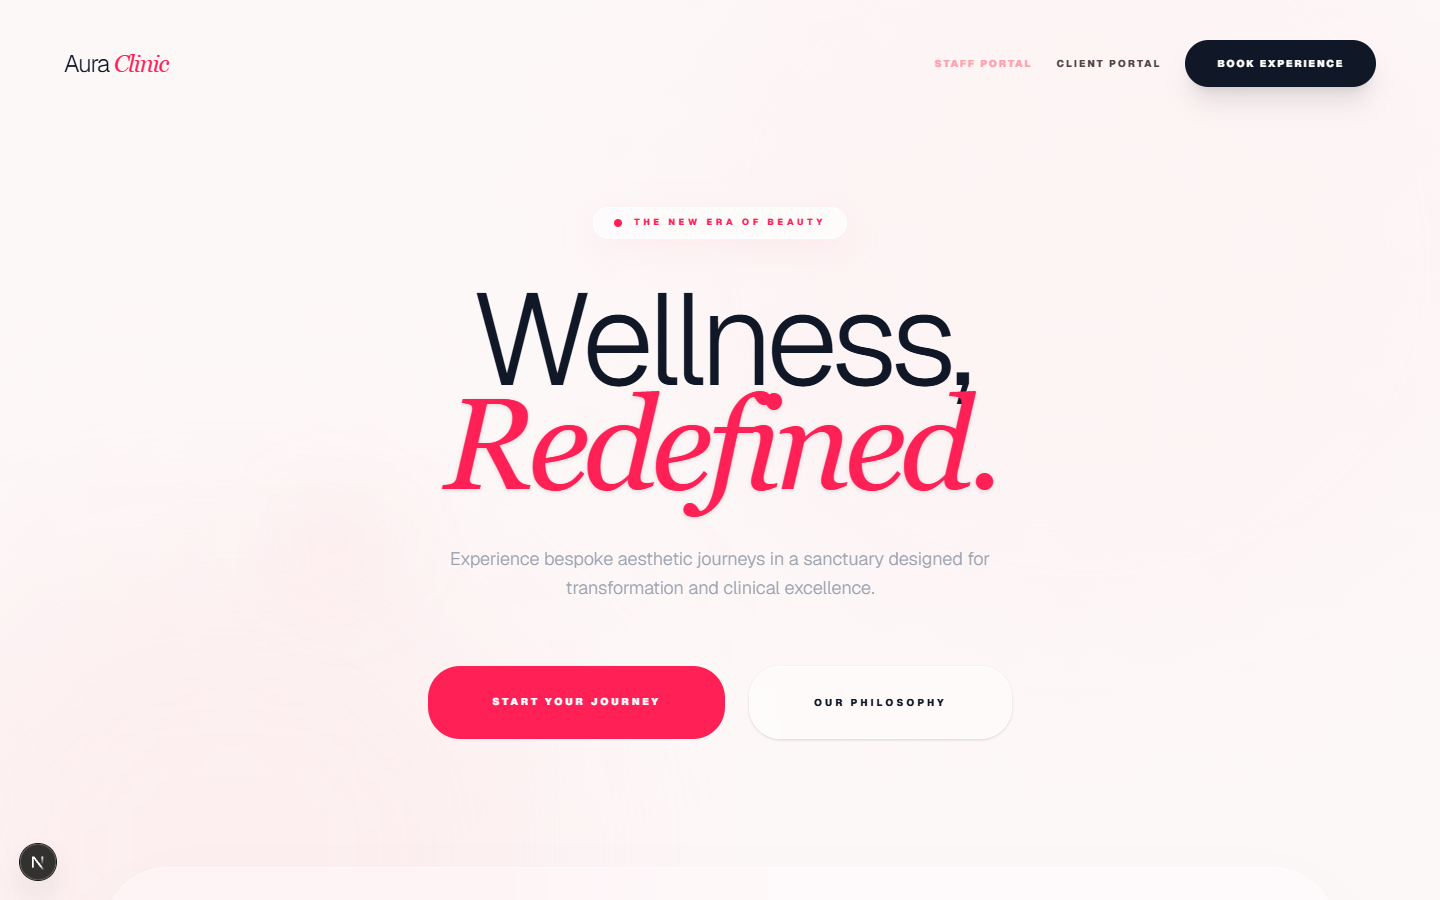 Aura Clinic
STAFF PORTAL
CLIENT PORTAL
BOOK EXPERIENCE
THE NEW ERA OF BEAUTY
Wellness,
Redefined.
Experience bespoke aesthetic journeys in a sanctuary designed for
transformation and clinical excellence.
START YOUR JOURNEY
OUR PHILOSOPHY
N